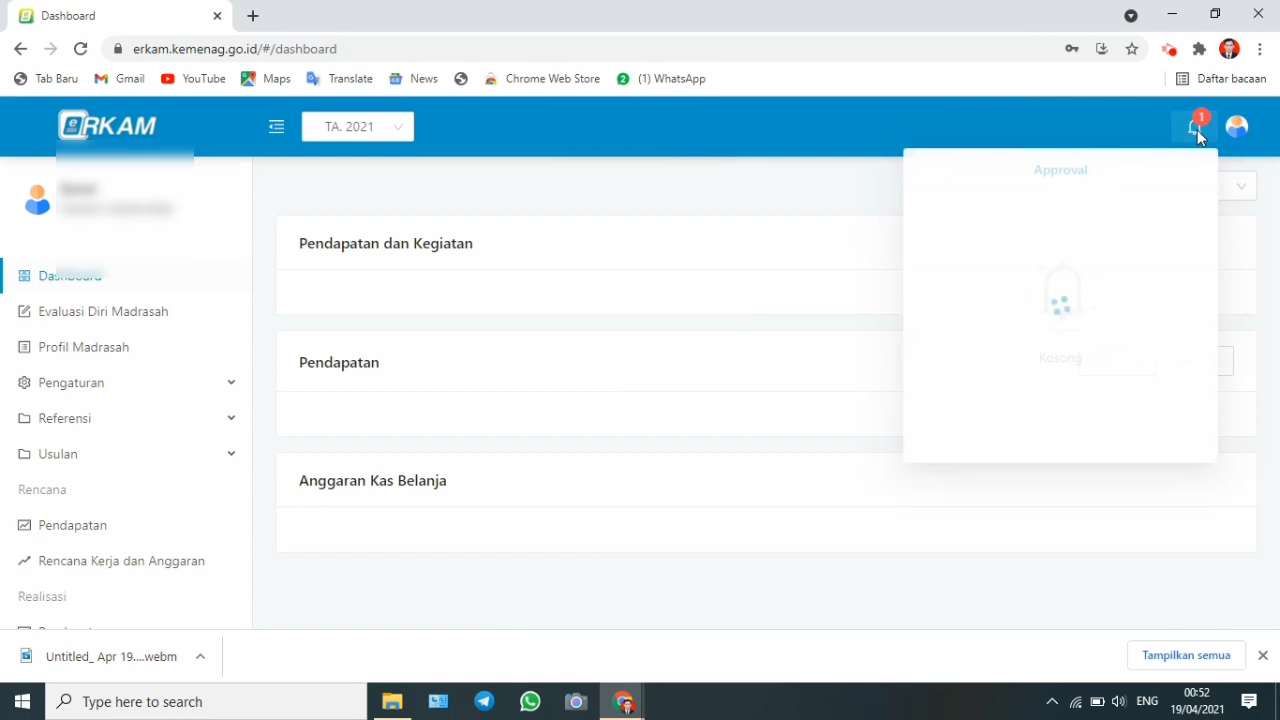 Dashboard
erkam.kemenag.go.id/#/dashboard
Tab Baru
Gmail
YouTube
Maps
Translate
News
Chrome Web Store
2
(1) WhatsApp
Daftar bacaan
eRKAM
TA. 2021
1
Approval
Kosong
Dashboard
Evaluasi Diri Madrasah
Profil Madrasah
Pengaturan
Referensi
Usulan
Rencana
Pendapatan
Rencana Kerja dan Anggaran
Realisasi
Pendapatan dan Kegiatan
Pendapatan
Anggaran Kas Belanja
Untitled_ Apr 19....webm
Tampilkan semua
Type here to search
ENG
00:52
19/04/2021